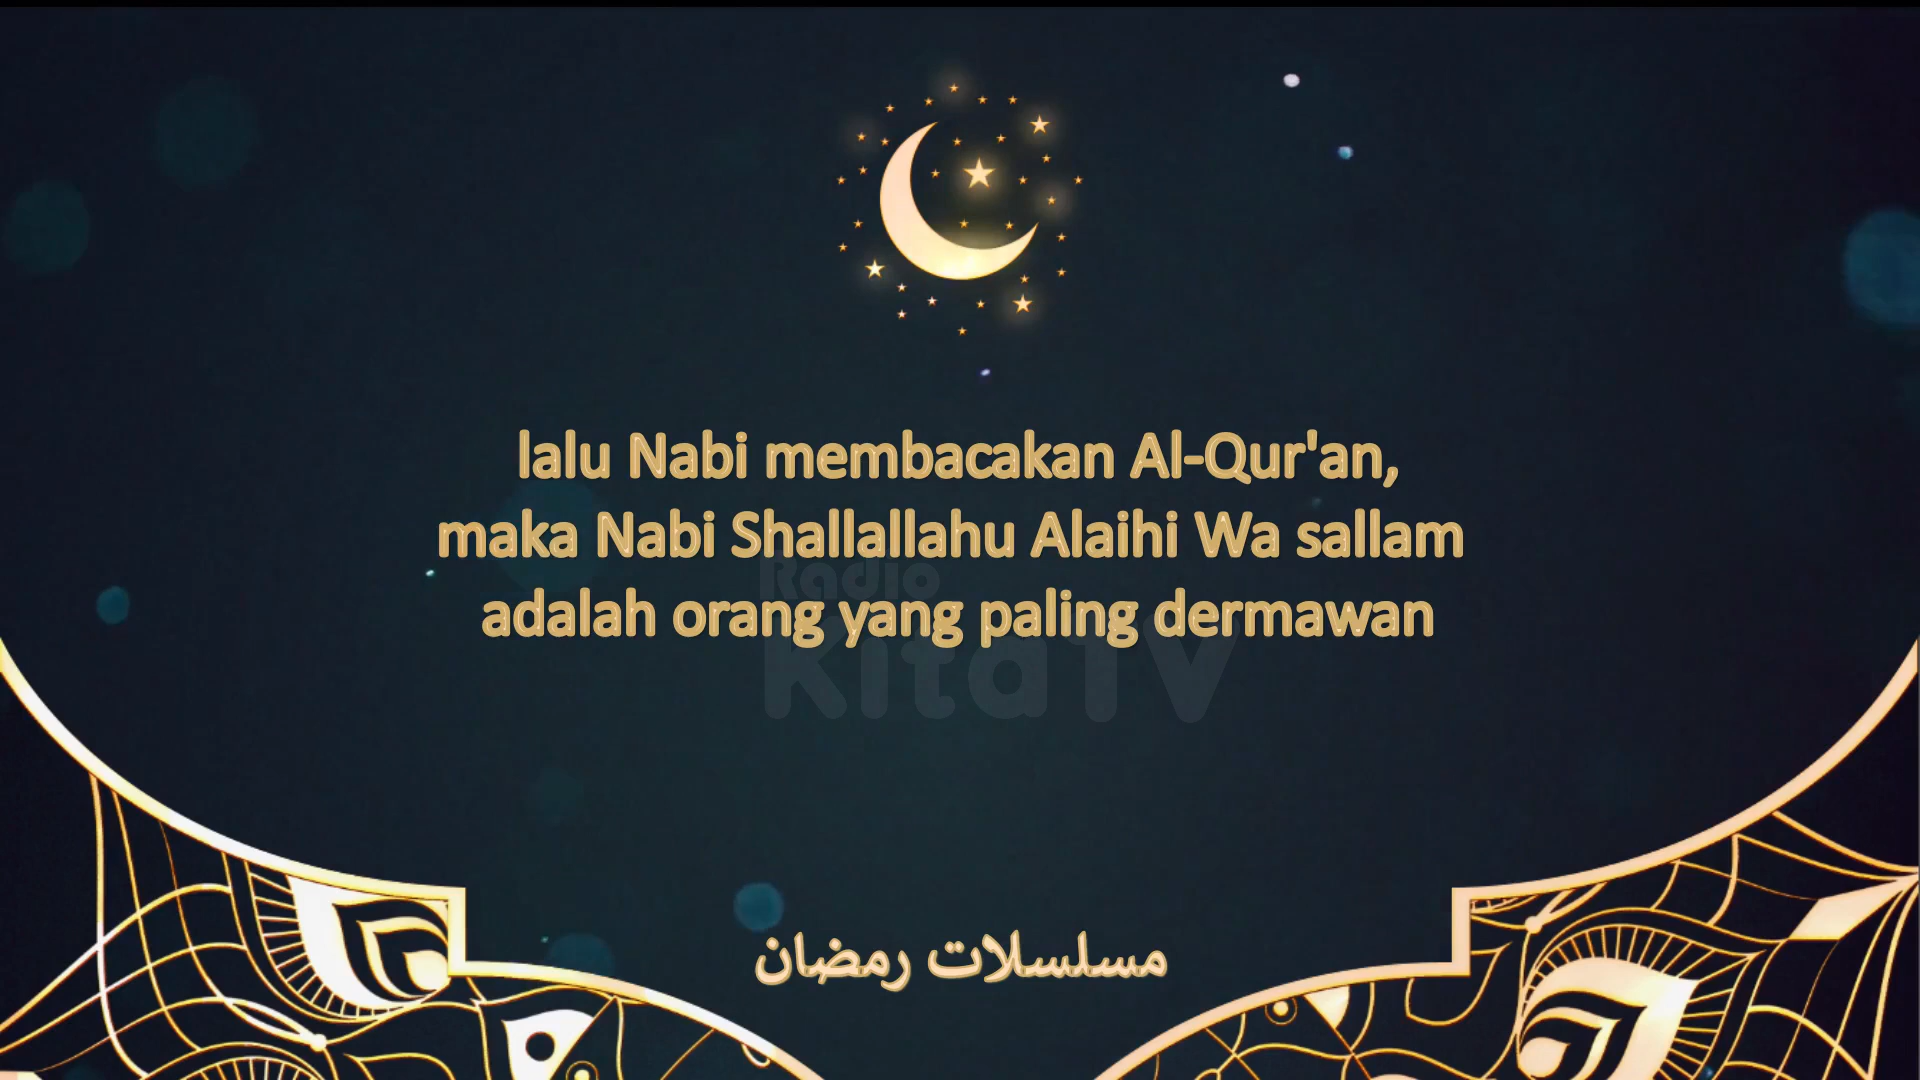 lalu Nabi membacakan Al-Qur'an,
maka Nabi Shallallahu Alaihi Wa sallam
Radio
adalah orang yang paling dermawan
KitaTV
مسلسلات رمضان